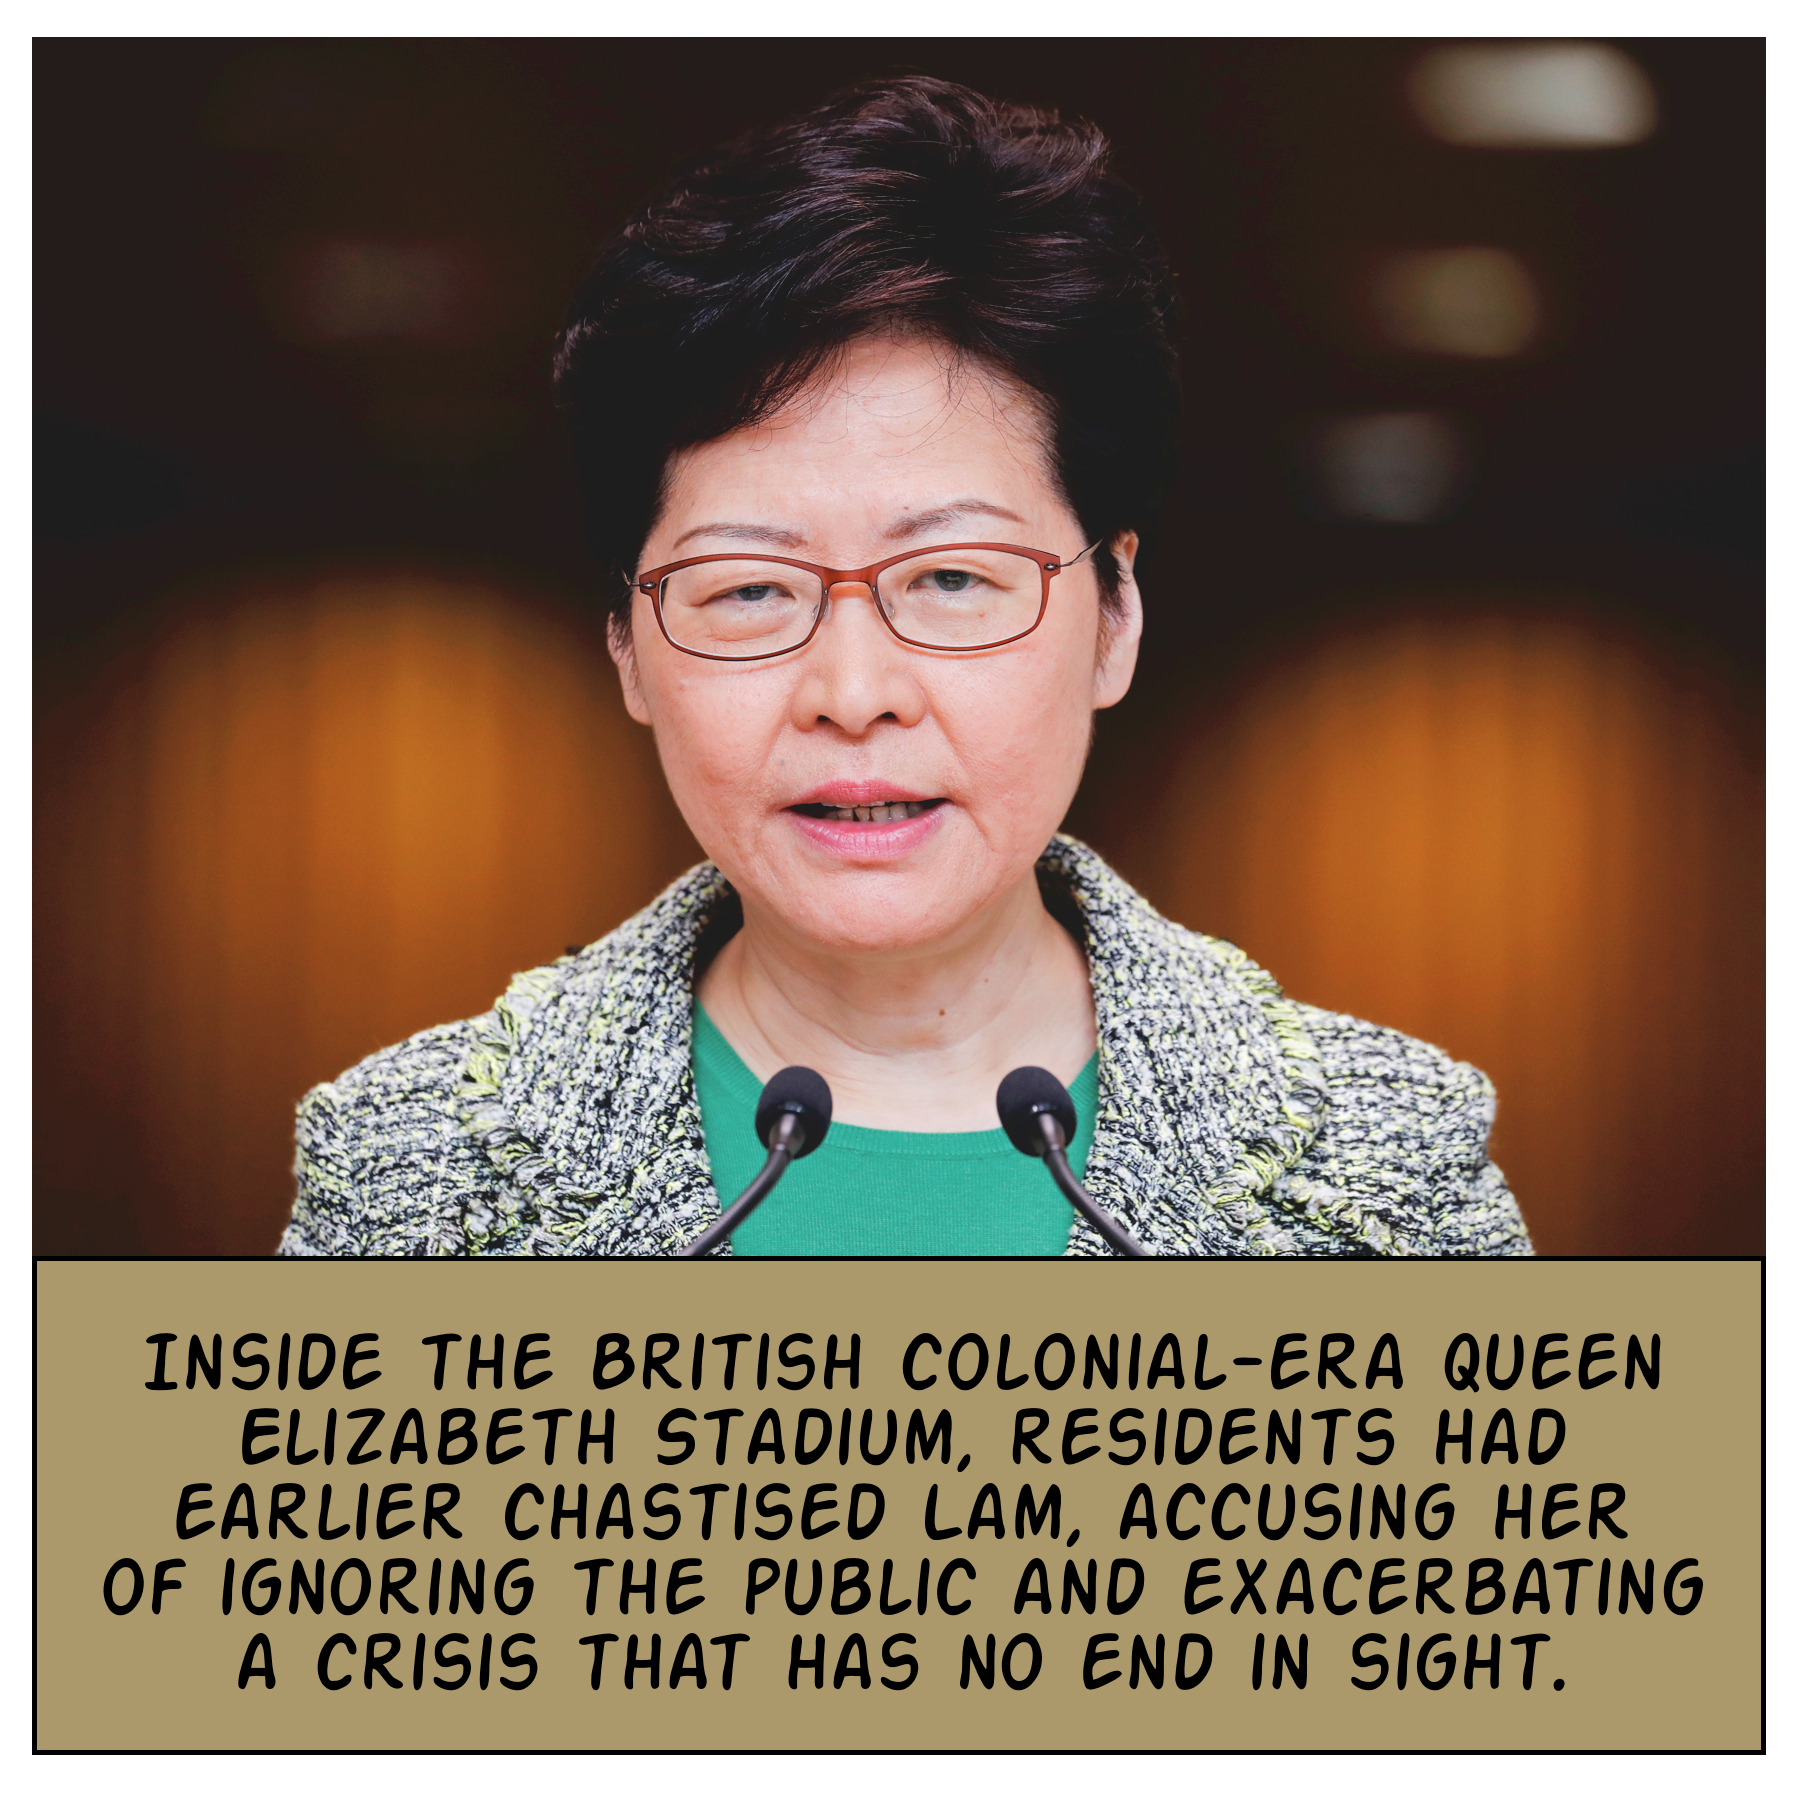 INSIDE THE BRITISH COLONIAL-ERA QUEEN
ELIZABETH STADIUM, RESIDENTS HAD
EARLIER CHASTISED LAM, ACCUSING HER
OF IGNORING THE PUBLIC AND EXACERBATING
A CRISIS THAT HAS NO END IN SIGHT.